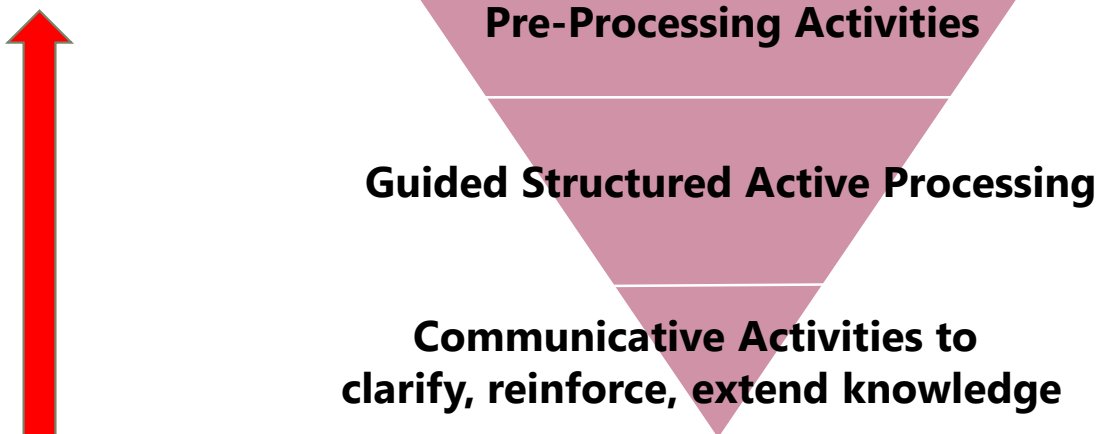 Pre-Processing Activities
Guided Structured Active Processing
Communicative Activities to
clarify, reinforce, extend knowledge